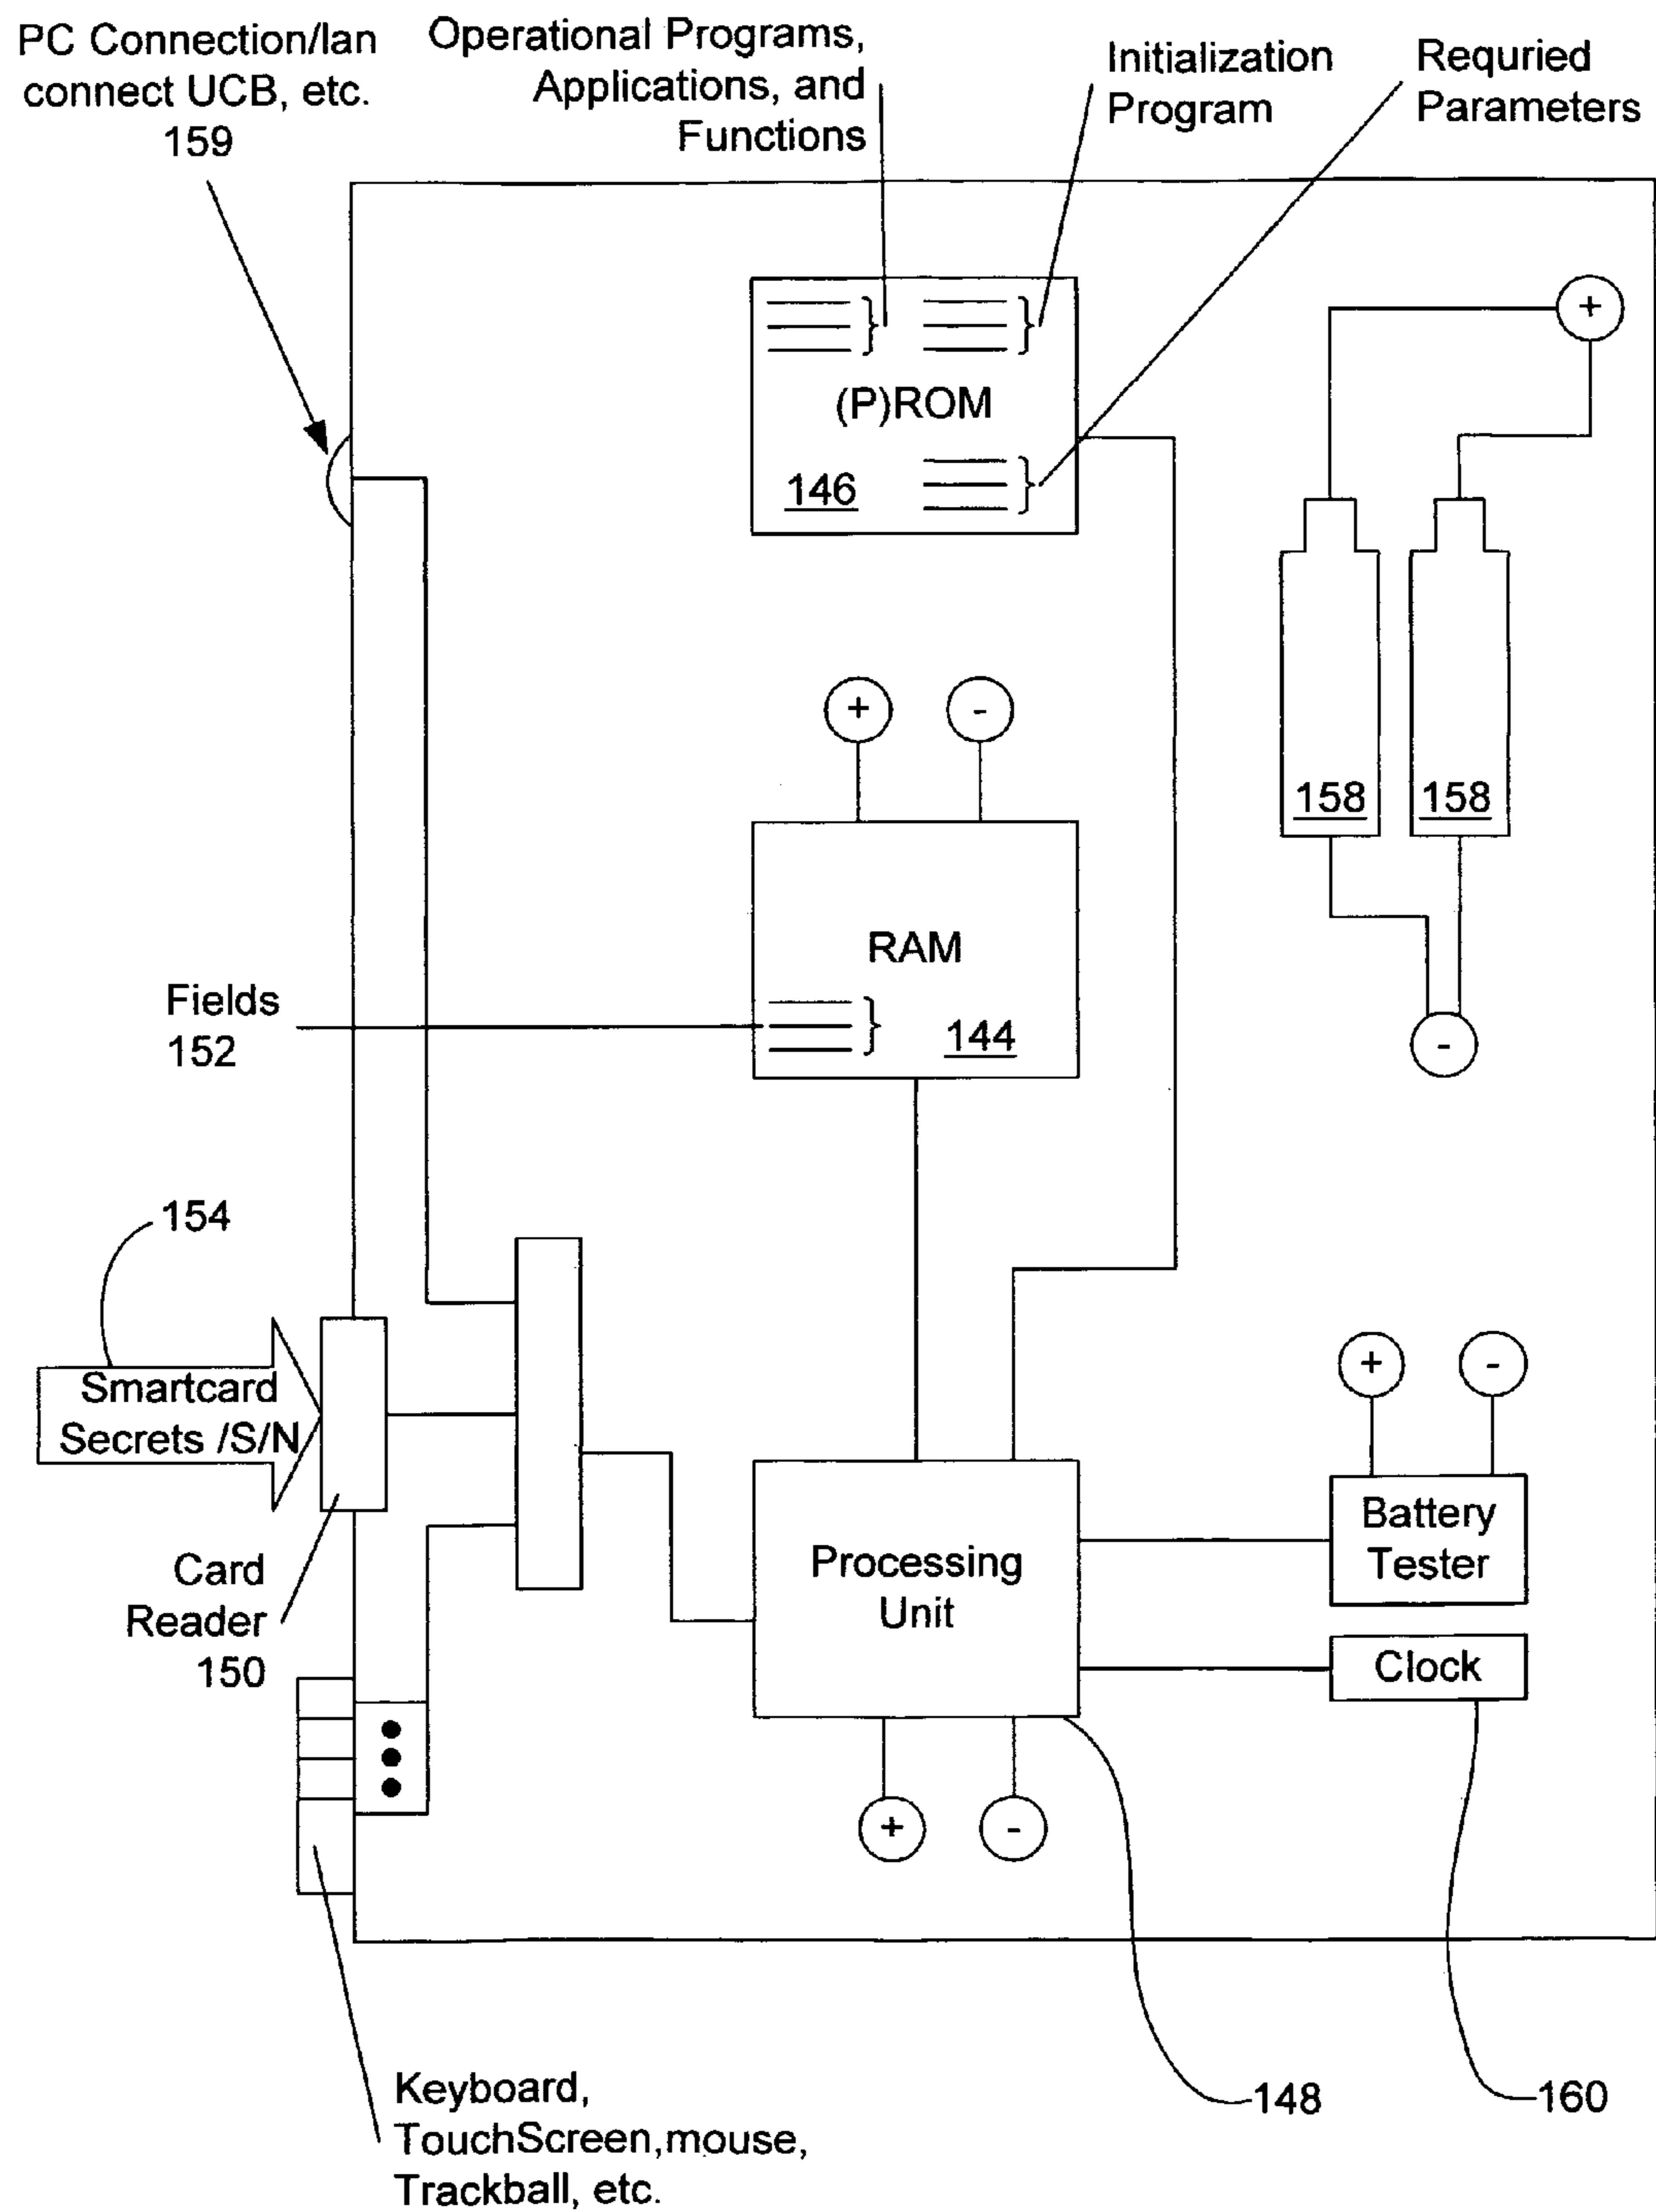 PC Connection/lan
connect UCB, etc.
159
Operational Programs,
Applications, and
Functions
Initialization
Program
Requried
Parameters
(P)ROM
146
+
+
-
158
158
RAM
Fields
152
144
-
154
Smartcard
Secrets /S/N
+
-
Battery
Tester
Processing
Unit
Card
Reader
150
Clock
+
-
Keyboard,
TouchScreen,mouse,
Trackball, etc.
148
160